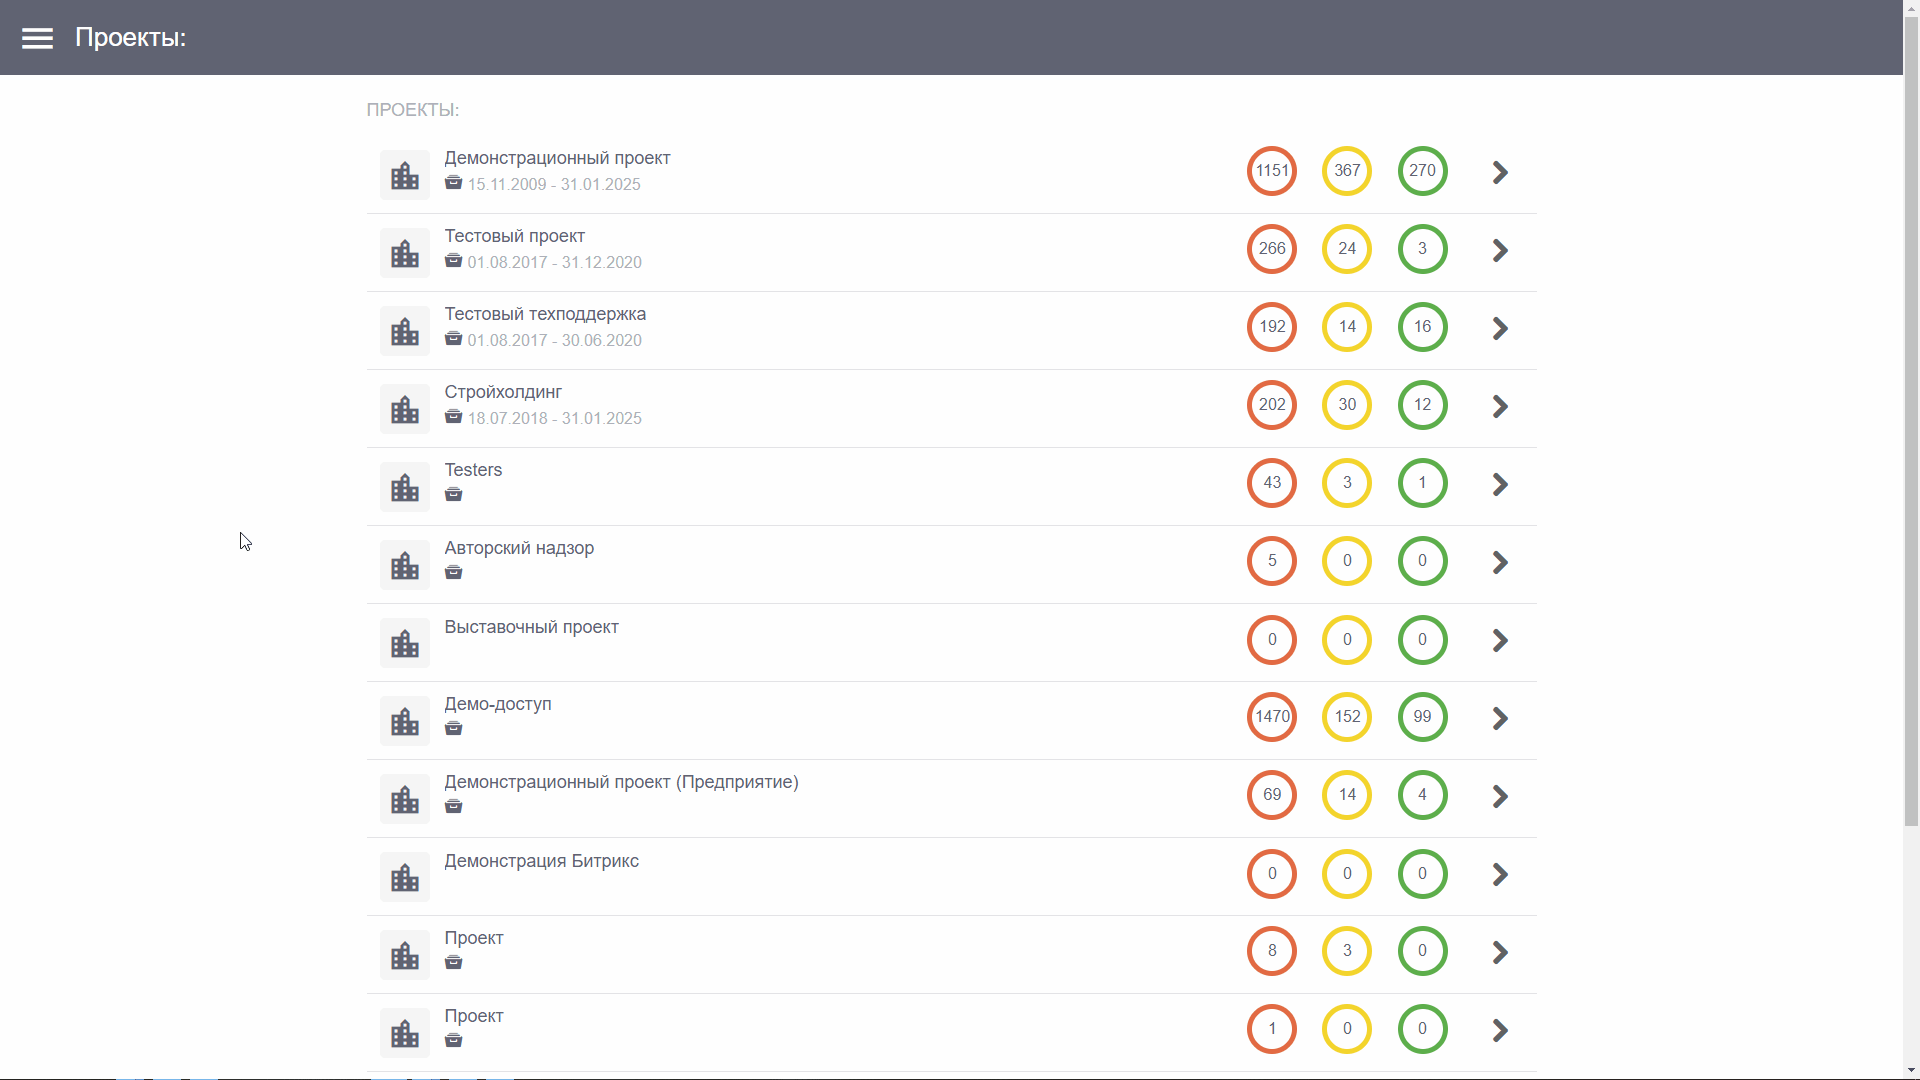 Проекты:
ПРОЕКТЫ:
Демонстрационный проект
15.11.2009 - 31.01.2025
1151 367 270
Тестовый проект
01.08.2017 - 31.12.2020
266 24 3
Тестовый техподдержка
01.08.2017 - 30.06.2020
192 14 16
Стройхолдинг
18.07.2018 - 31.01.2025
202 30 12
Testers
43 3 1
Авторский надзор
5 0 0
Выставочный проект
0 0 0
Демо-доступ
1470 152 99
Демонстрационный проект (Предприятие)
69 14 4
Демонстрация Битрикс
0 0 0
Проект
8 3 0
Проект
1 0 0